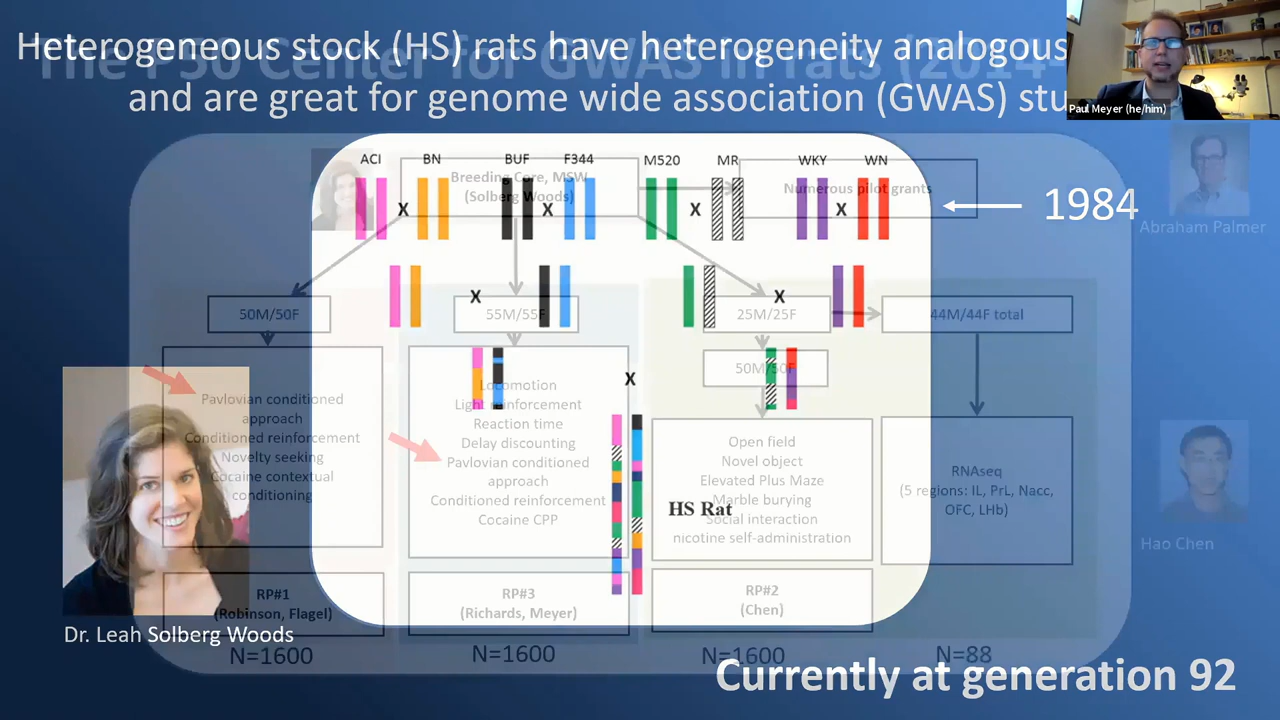 Heterogeneous stock (HS) rats have heterogeneity analogous
The P50 Center for GWAS in rats (2014-
and are great for genome wide association (GWAS) stu
Paul Meyer (he/him)
ACI
BN
BUF
F344
M520
MR
WKY
WN
Breeding Core, MSW
(Solberg Woods)
Numerous pilot grants
X
X
X
X
1984
Abraham Palmer
X
X
50M/50F
55M/55F
25M/25F
44M/44F total
50M/50F
X
Pavlovian conditioned
approach
Conditioned reinforcement
Novelty seeking
Cocaine contextual
conditioning
Locomotion
Light reinforcement
Reaction time
Delay discounting
Pavlovian conditioned
approach
Conditioned reinforcement
Cocaine CPP
Open field
Novel object
Elevated Plus Maze
Marble burying
Social interaction
nicotine self-administration
HS Rat
RNAseq
(5 regions: IL, PrL, Nacc,
OFC, LHb)
Hao Chen
RP#1
(Robinson, Flagel)
RP#3
(Richards, Meyer)
RP#2
(Chen)
Dr. Leah Solberg Woods
N=1600
N=1600
N=1600
N=88
Currently at generation 92